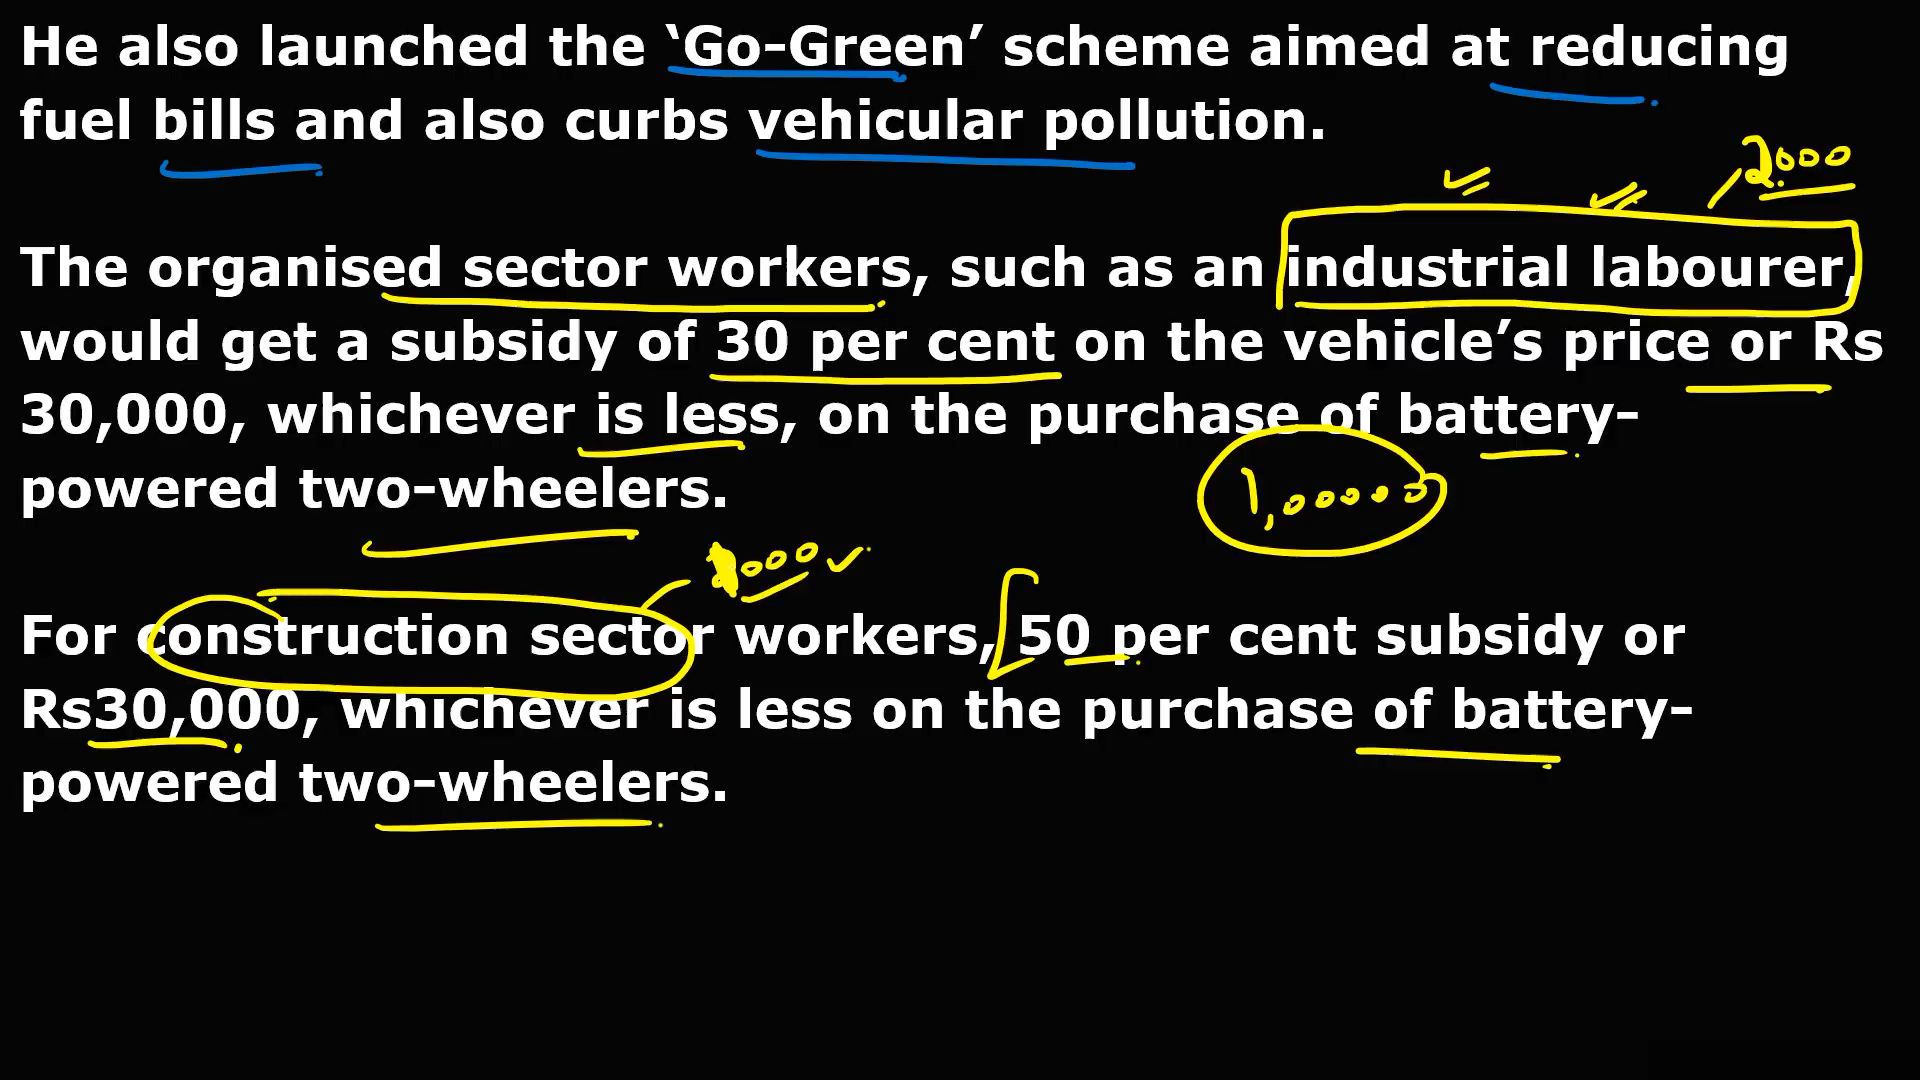 He also launched the ‘Go-Green’ scheme aimed at reducing
fuel bills and also curbs vehicular pollution.
2000
The organised sector workers, such as an industrial labourer,
would get a subsidy of 30 per cent on the vehicle’s price or Rs
30,000, whichever is less, on the purchase of battery-
powered two-wheelers.
1,00000
For construction sector workers, 50 per cent subsidy or
Rs30,000, whichever is less on the purchase of battery-
powered two-wheelers.